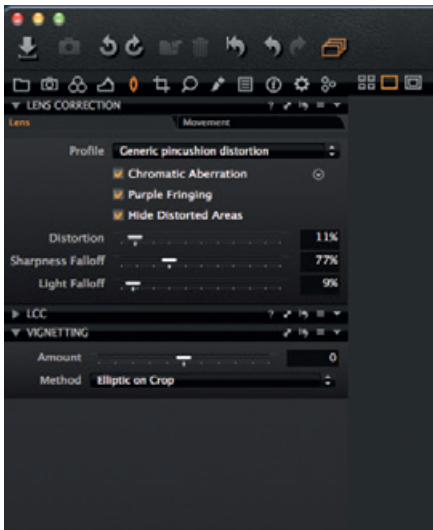 LENS CORRECTION ?
Lens Movement
Profile Generic pincushion distortion
Chromatic Aberration
Purple Fringing
Hide Distorted Areas
Distortion 11%
Sharpness Falloff 77%
Light Falloff 9%
LCC ?
VIGNETTING
Amount 0
Method Elliptic on Crop